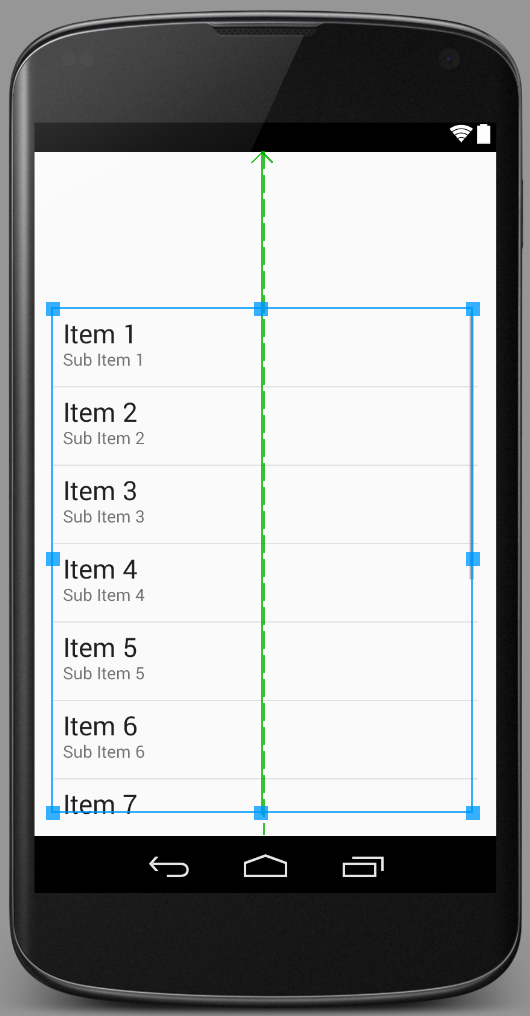 Item 1
Sub Item 1
Item 2
Sub Item 2
Item 3
Sub Item 3
Item 4
Sub Item 4
Item 5
Sub Item 5
Item 6
Sub Item 6
Item 7